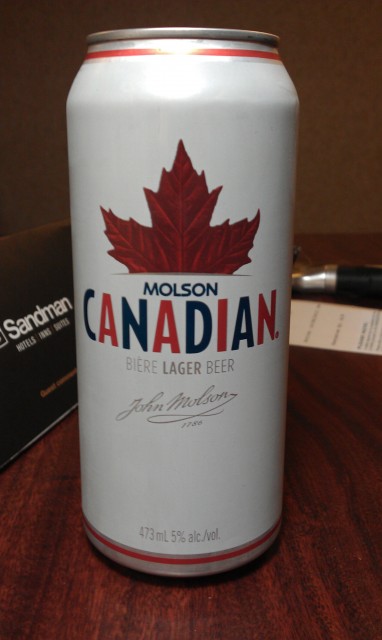 MOLSON
CANADIAN.
BIÈRE LAGER BEER
John Molson
1786
473 mL 5% alc./vol.
Sandman
HOTELS INNS SUITES